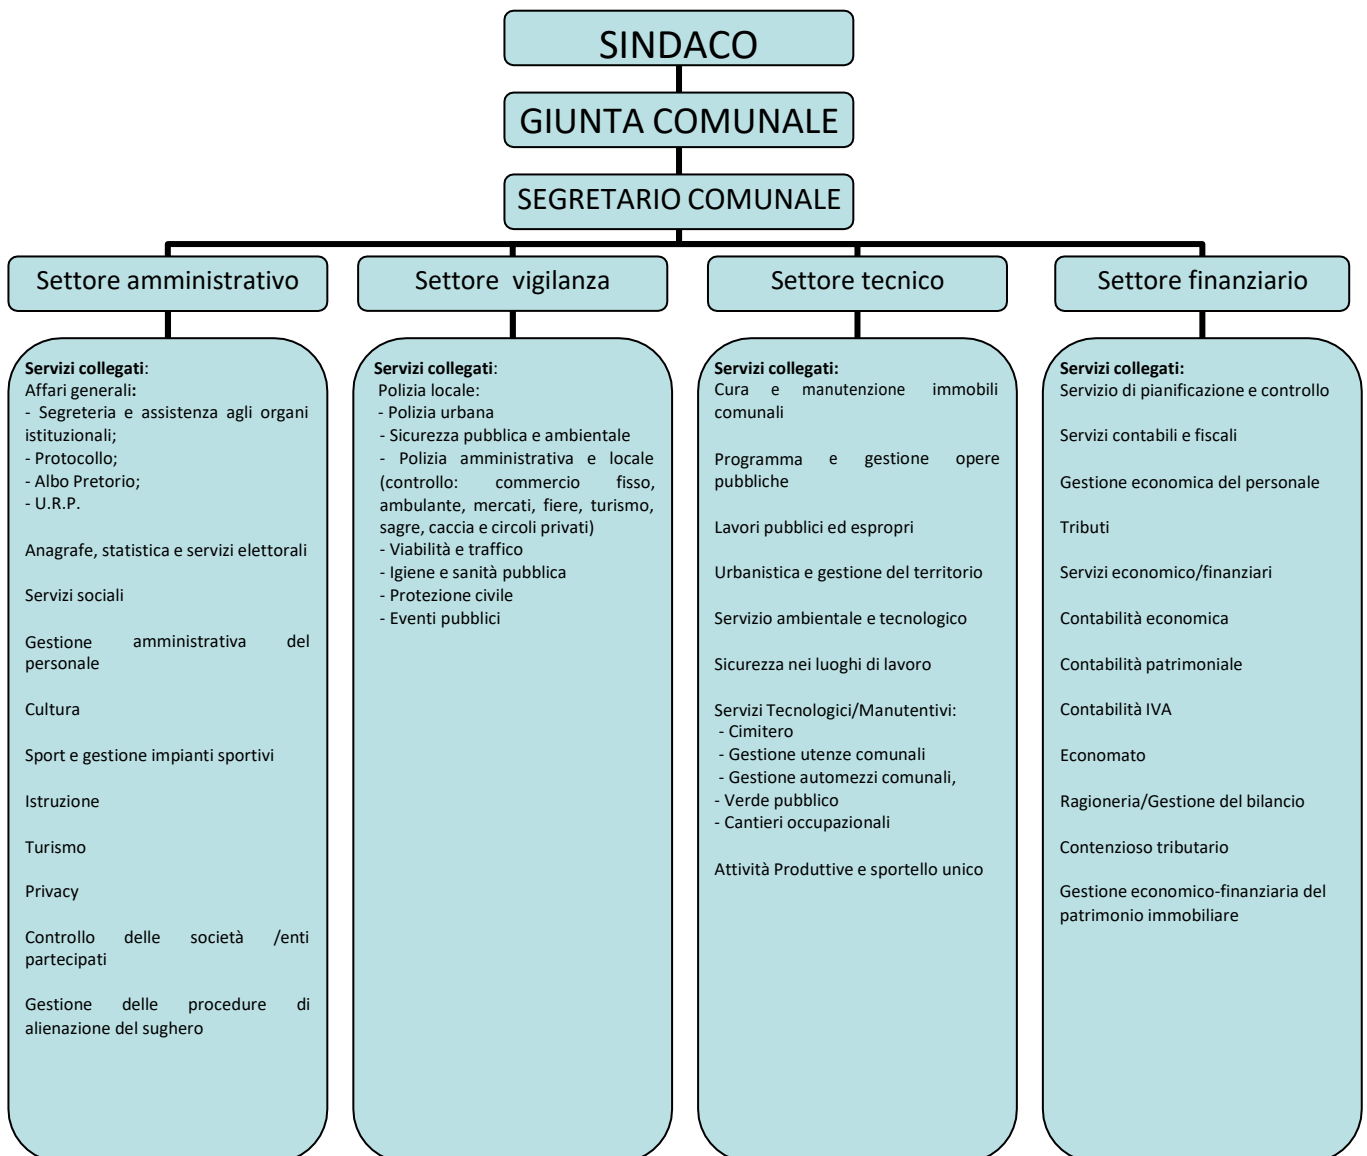 SINDACO
GIUNTA COMUNALE
SEGRETARIO COMUNALE
Settore amministrativo
Servizi collegati:
Affari generali:
- Segreteria e assistenza agli organi
istituzionali;
- Protocollo;
- Albo Pretorio;
- U.R.P.
Anagrafe, statistica e servizi elettorali
Servizi sociali
Gestione amministrativa del
personale
Cultura
Sport e gestione impianti sportivi
Istruzione
Turismo
Privacy
Controllo delle società /enti
partecipati
Gestione delle procedure di
alienazione del sughero
Settore vigilanza
Servizi collegati:
Polizia locale:
- Polizia urbana
- Sicurezza pubblica e ambientale
- Polizia amministrativa e locale
(controllo: commercio fisso,
ambulante, mercati, fiere, turismo,
sagre, caccia e circoli privati)
- Viabilità e traffico
- Igiene e sanità pubblica
- Protezione civile
- Eventi pubblici
Settore tecnico
Servizi collegati:
Cura e manutenzione immobili
comunali
Programma e gestione opere
pubbliche
Lavori pubblici ed espropri
Urbanistica e gestione del territorio
Servizio ambientale e tecnologico
Sicurezza nei luoghi di lavoro
Servizi Tecnologici/Manutentivi:
- Cimitero
- Gestione utenze comunali
- Gestione automezzi comunali,
- Verde pubblico
- Cantieri occupazionali
Attività Produttive e sportello unico
Settore finanziario
Servizi collegati:
Servizio di pianificazione e controllo
Servizi contabili e fiscali
Gestione economica del personale
Tributi
Servizi economico/finanziari
Contabilità economica
Contabilità patrimoniale
Contabilità IVA
Economato
Ragioneria/Gestione del bilancio
Contenzioso tributario
Gestione economico-finanziaria del
patrimonio immobiliare